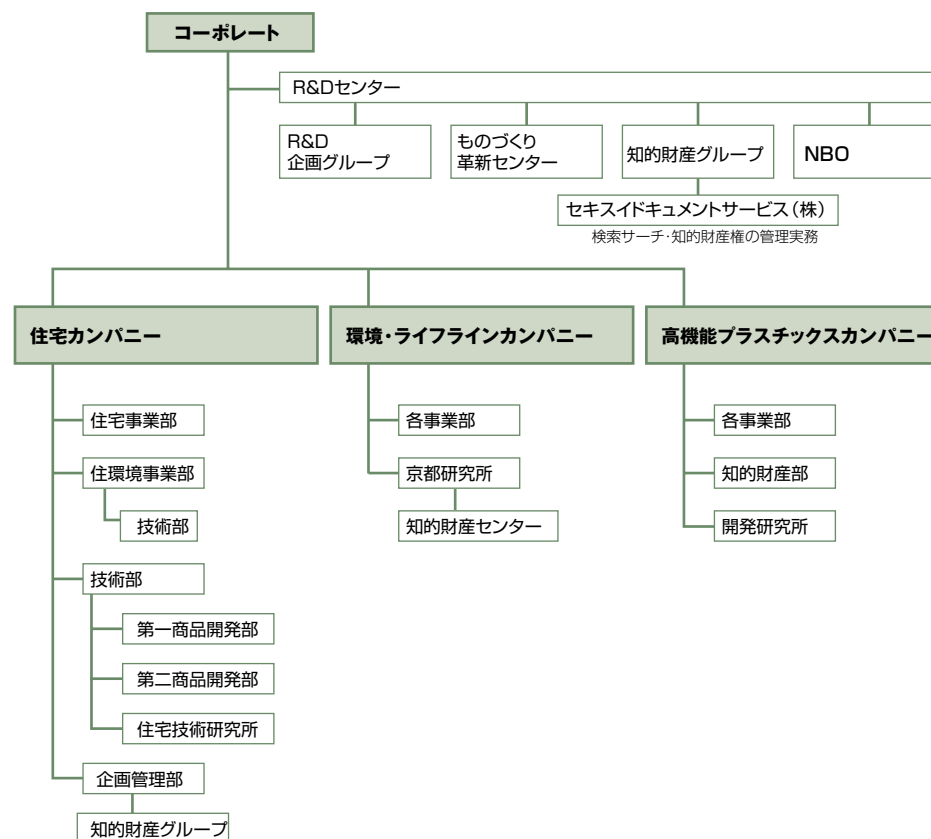 コーポレート
R&Dセンター
R&D
企画グループ
ものづくり
革新センター
知的財産グループ
NBO
セキスイドキュメントサービス（株）
検索サーチ・知的財産権の管理実務
住宅カンパニー
住宅事業部
住環境事業部
技術部
技術部
第一商品開発部
第二商品開発部
住宅技術研究所
企画管理部
知的財産グループ
環境・ライフラインカンパニー
各事業部
京都研究所
知的財産センター
高機能プラスチックスカンパニー
各事業部
知的財産部
開発研究所